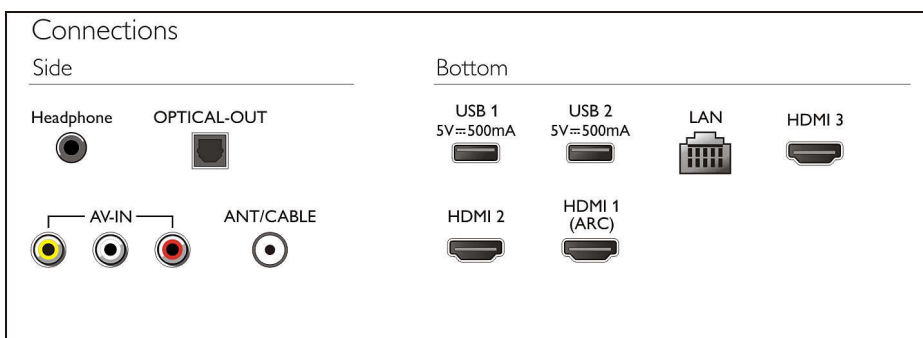 Connections
Side
Headphone
OPTICAL-OUT
AV-IN
ANT/CABLE
Bottom
USB 1
5V⎓500mA
USB 2
5V⎓500mA
LAN
HDMI 3
HDMI 2
HDMI 1
(ARC)